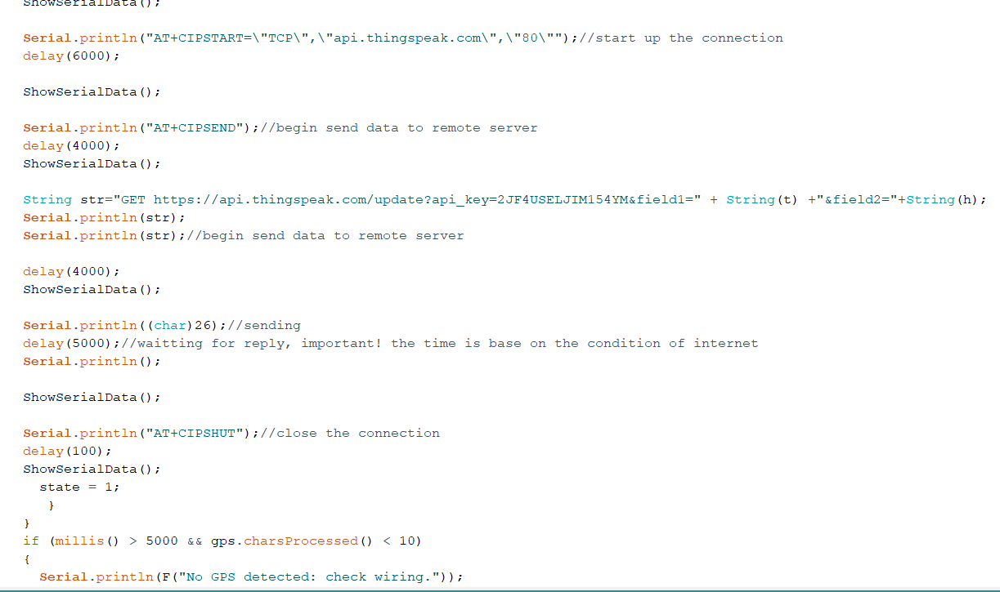 ShowSerialData();
Serial.println("AT+CIPSTART=\"TCP\",\"api.thingspeak.com\",\"80\"");//start up the connection
delay(6000);
ShowSerialData();
Serial.println("AT+CIPSEND");//begin send data to remote server
delay(4000);
ShowSerialData();
String str="GET https://api.thingspeak.com/update?api_key=2JF4USELJIM154YM&field1=" + String(t) +"&field2="+String(h);
Serial.println(str);
Serial.println(str);//begin send data to remote server
delay(4000);
ShowSerialData();
Serial.println((char)26);//sending
delay(5000);//waitting for reply, important! the time is base on the condition of internet
Serial.println();
ShowSerialData();
Serial.println("AT+CIPSHUT");//close the connection
delay(100);
ShowSerialData();
state = 1;
}
}
if (millis() > 5000 && gps.charsProcessed() < 10)
{
Serial.println(F("No GPS detected: check wiring."));